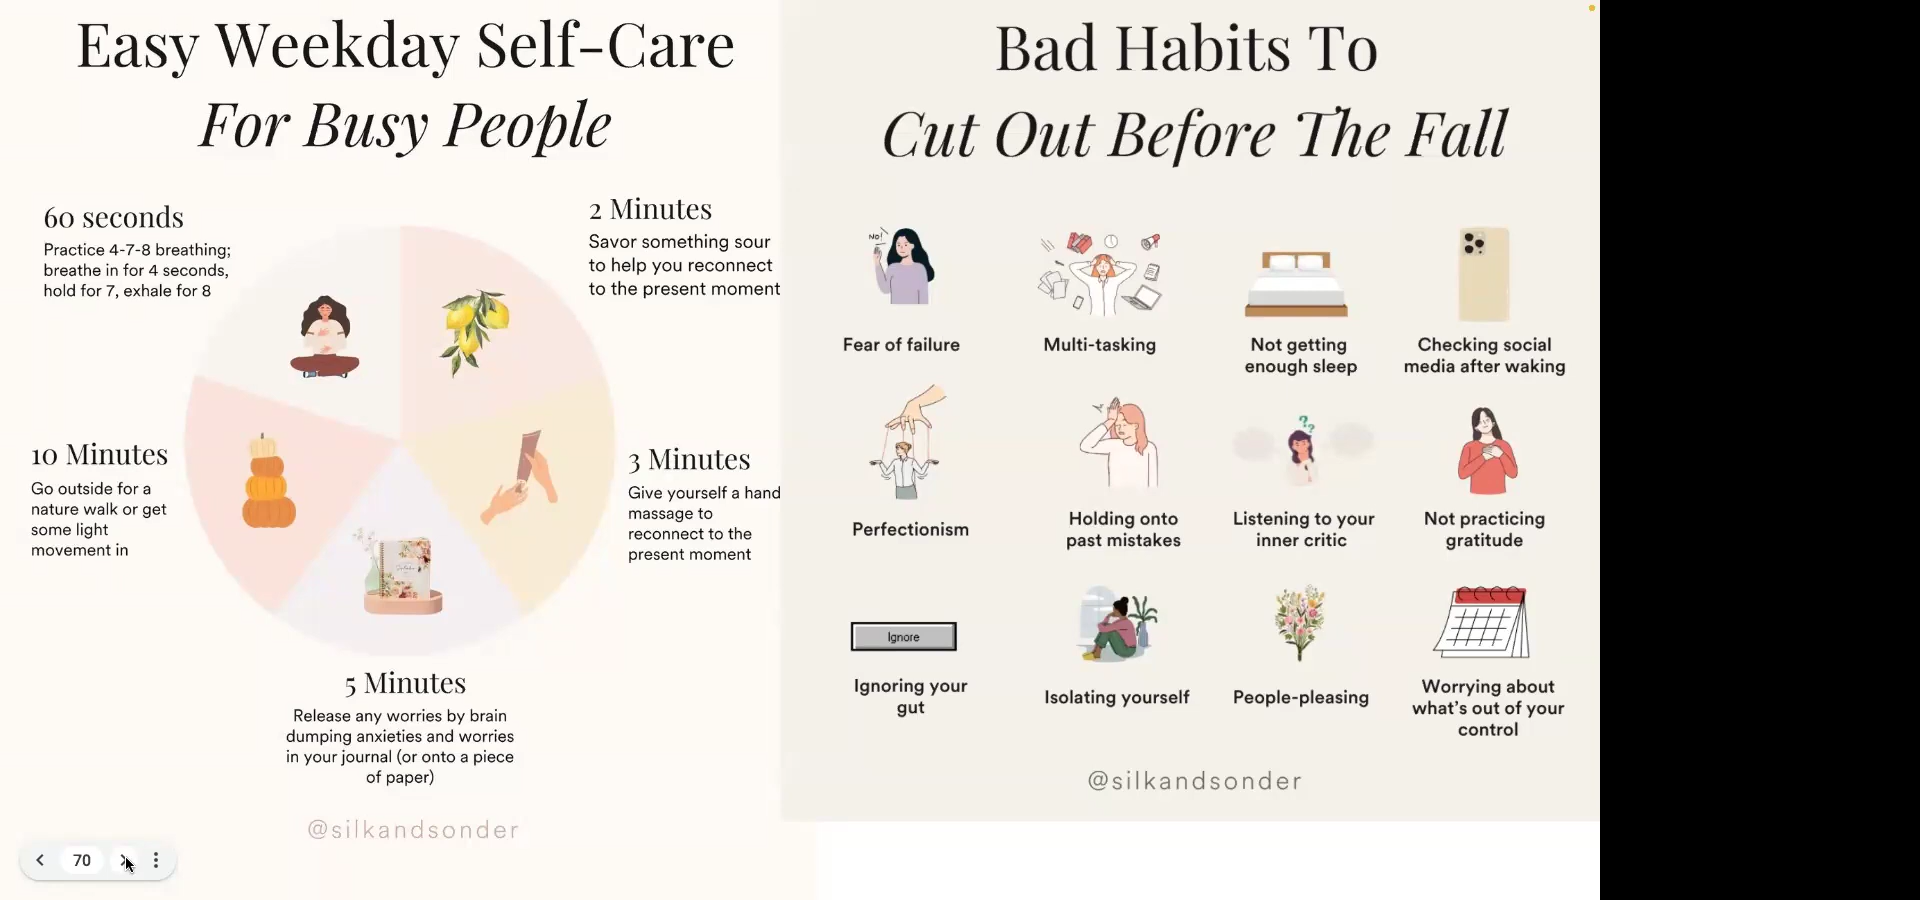 Easy Weekday Self-Care
For Busy People
60 seconds
Practice 4-7-8 breathing;
breathe in for 4 seconds,
hold for 7, exhale for 8
2 Minutes
Savor something sour
to help you reconnect
to the present moment
3 Minutes
Give yourself a hand
massage to
reconnect to the
present moment
10 Minutes
Go outside for a
nature walk or get
some light
movement in
5 Minutes
Release any worries by brain
dumping anxieties and worries
in your journal (or onto a piece
of paper)
@silkandsonder
70
Bad Habits To
Cut Out Before The Fall
NO!
Fear of failure
Multi-tasking
Not getting
enough sleep
Checking social
media after waking
Perfectionism
Holding onto
past mistakes
??
Listening to your
inner critic
Not practicing
gratitude
Ignore
Ignoring your
gut
Isolating yourself
People-pleasing
Worrying about
what's out of your
control
@silkandsonder